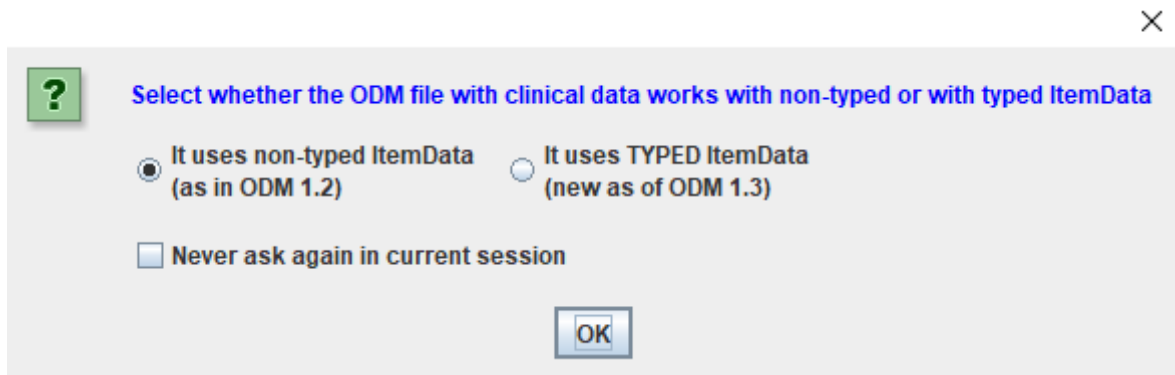 ?
Select whether the ODM file with clinical data works with non-typed or with typed ItemData
It uses non-typed ItemData
(as in ODM 1.2)
It uses TYPED ItemData
(new as of ODM 1.3)
Never ask again in current session
OK